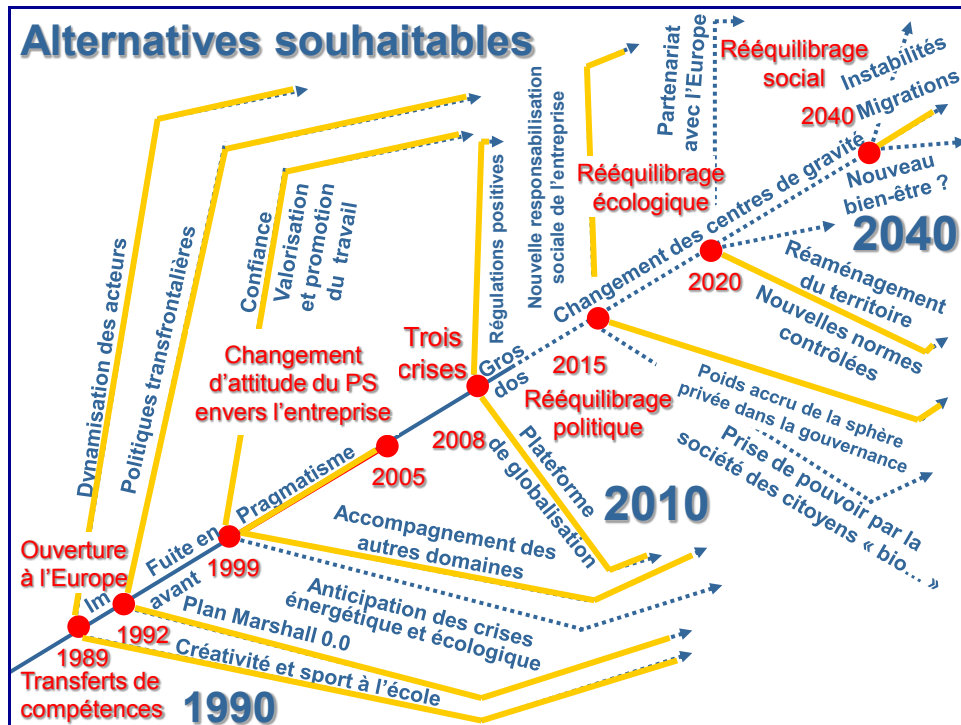 Alternatives souhaitables
Dynamisation des acteurs
Politiques transfrontalières
Confiance
Valorisation
et promotion
du travail
Régulations positives
Nouvelle responsabilisation
sociale de l'entreprise
Partenariat
avec l'Europe
Rééquilibrage
social
2040
Instabilités
Migrations
Nouveau
bien-être ?
2040
Rééquilibrage
écologique
Changement des centres de gravité
2020
Réaménagement
du territoire
Nouvelles normes
contrôlées
Trois
crises
Gros
dos
2015
Rééquilibrage
politique
Poids accru de la sphère
privée dans la gouvernance
Prise de pouvoir par la
société des citoyens « bio… »
Changement
d'attitude du PS
envers l'entreprise
2008
2005
Plateforme
de globalisation
2010
Pragmatisme
Fuite en
avant
1999
Accompagnement des
autres domaines
Anticipation des crises
énergétique et écologique
Ouverture
à l'Europe
Im
1992
Plan Marshall 0.0
Créativité et sport à l'école
1989
Transferts de
compétences
1990